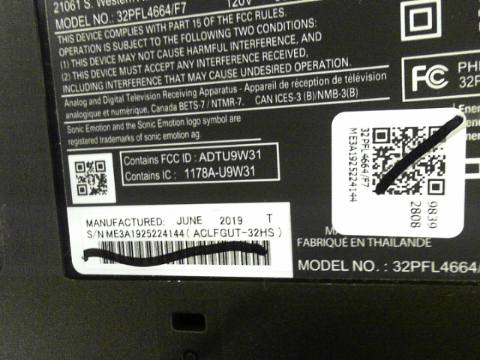 21061 S.
MODEL NO.: 32PFL4664/F7 120V
THIS DEVICE COMPLIES WITH PART 15 OF THE FCC RULES.
OPERATION IS SUBJECT TO THE FOLLOWING TWO CONDITIONS:
(1) THIS DEVICE MAY NOT CAUSE HARMFUL INTERFERENCE, AND
(2) THIS DEVICE MUST ACCEPT ANY INTERFERENCE RECEIVED,
INCLUDING INTERFERENCE THAT MAY CAUSE UNDESIRED OPERATION.
Analog and Digital Television Receiving Apparatus - Appareil de réception de télévision
analogique et numérique, Canada BETS-7 / NTMR-7. CAN ICES-3 (B)/NMB-3(B)
Sonic Emotion and the Sonic Emotion logo symbol are
registered trademarks of sonic emotion ag.
Contains FCC ID : ADTU9W31
Contains IC : 1178A-U9W31
MANUFACTURED: JUNE 2019 T
S/N ME3A1925224144 (ACLFGUT-32HS)
FC PH
32P
32PFL4664/F7
ME3A1925224144
9839
2808
FABRIQUÉ EN THAÏLANDE
MODEL NO. : 32PFL4664/